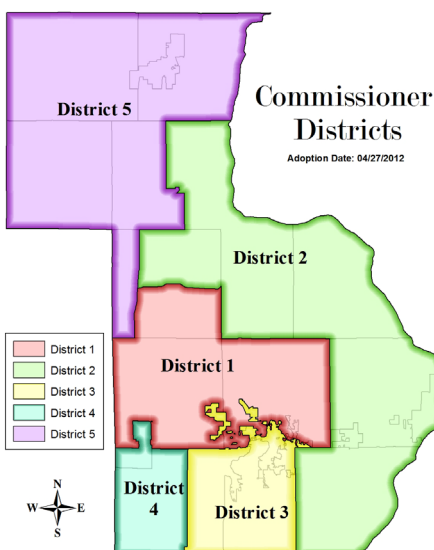 Commissioner
Districts
Adoption Date: 04/27/2012
District 5
District 2
District 1
District 1
District 2
District 3
District 4
District 5
District
4
District 3
N
W
E
S